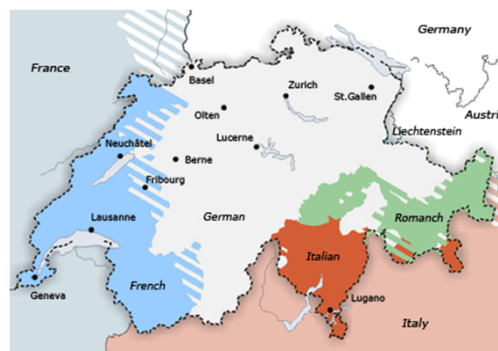 Germany
France
Basel
Zurich
St.Gallen
Olten
Austri
Liechtenstein
Lucerne
Neuchâtel
Berne
Fribourg
Romanch
German
Lausanne
Italian
French
Geneva
Lugano
Italy